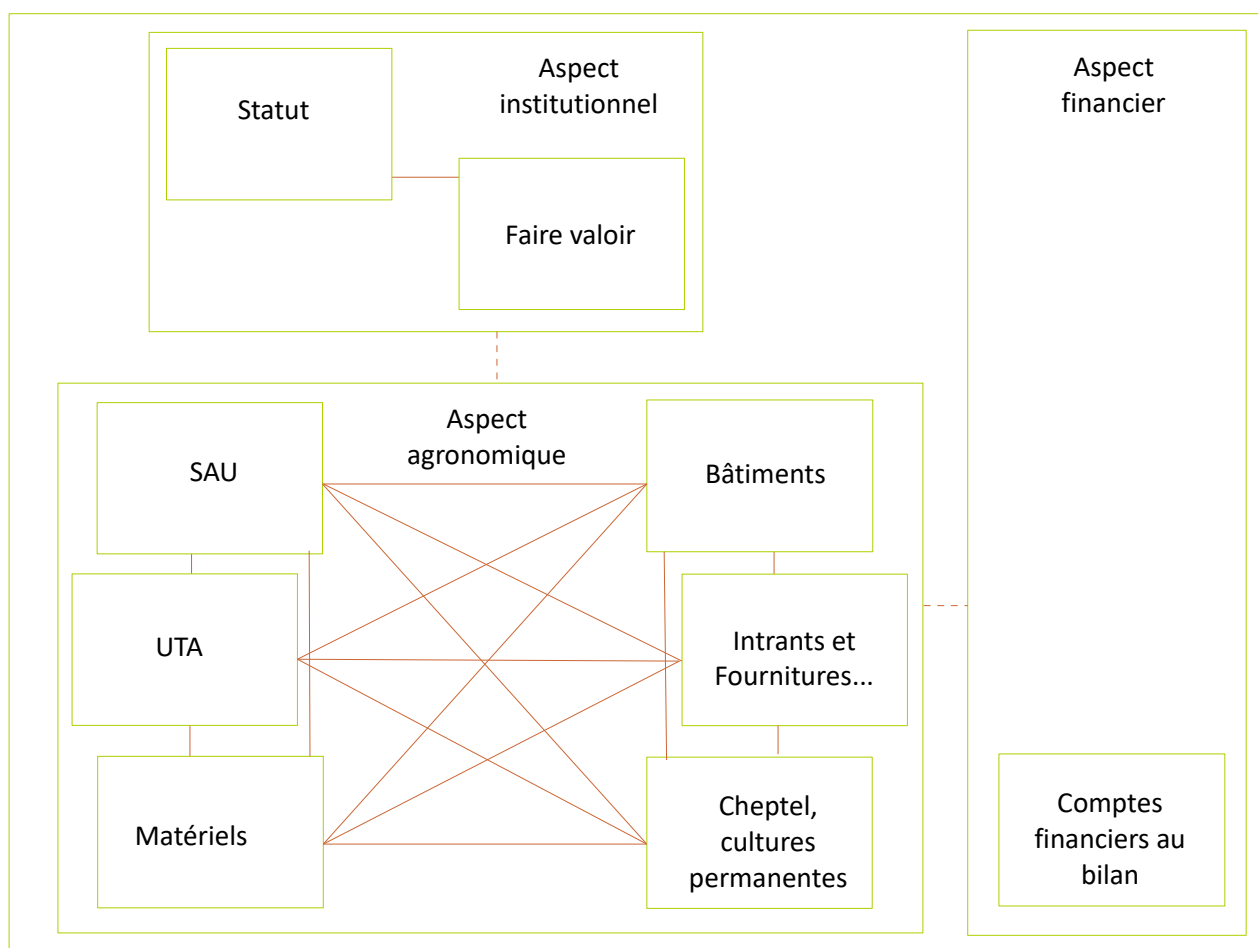 Statut
Aspect
institutionnel
Faire valoir
Aspect
financier
SAU
Aspect
agronomique
Bâtiments
UTA
Intrants et
Fournitures...
Matériels
Cheptel,
cultures
permanentes
Comptes
financiers au
bilan